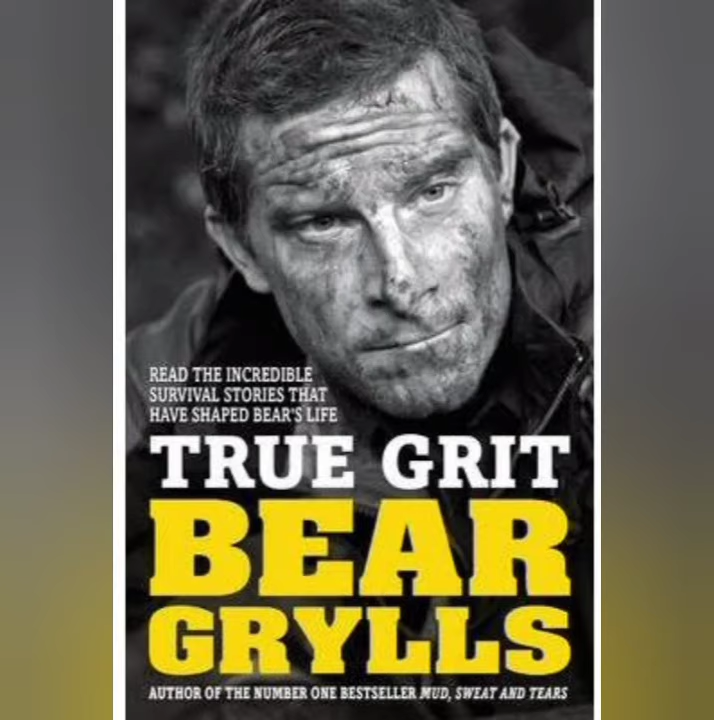 READ THE INCREDIBLE
SURVIVAL STORIES THAT
HAVE SHAPED BEAR'S LIFE
TRUE GRIT
BEAR
GRYLLS
AUTHOR OF THE NUMBER ONE BESTSELLER MUD, SWEAT AND TEARS